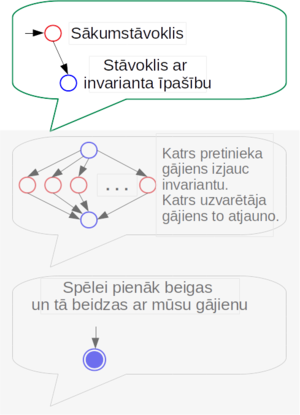 Sākumstāvoklis
Stāvoklis ar
invarianta īpašību
Katrs pretinieka
gājiens izjauc
invariantu.
Katrs uzvarētāja
gājiens to atjauno.
...
Spēlei pienāk beigas
un tā beidzas ar mūsu gājienu